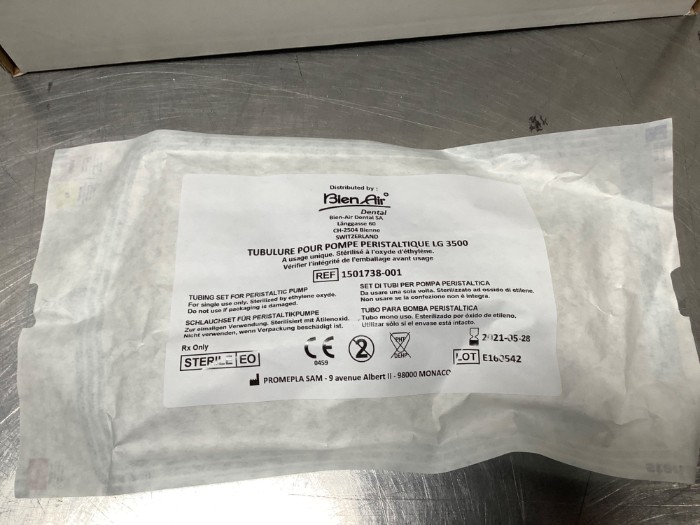 Distributed by :
Bien Air
Dental
Bien-Air Dental SA
Länggasse 60
CH-2504 Bienne
SWITZERLAND
TUBULURE POUR POMPE PERISTALTIQUE LG 3500
A usage unique. Stérilisé à l'oxyde d'éthylène.
Vérifier l'intégrité de l'emballage avant usage
REF 1501738-001
TUBING SET FOR PERISTALTIC PUMP
For single use only. Sterilized by ethylene oxyde.
Do not use if packaging is damaged.
SCHLAUCHSET FÜR PERISTALTIKPUMPE
Zur einmaligen Verwendung. Sterilisiert mit Ätilenoxid.
Nicht verwenden, wenn Verpackung beschädigt ist.
SET DI TUBI PER POMPA PERISTALTICA
Da usare una sola volta. Sterilizzato ad ossido di etilene.
Non usare se la confezione non è integra.
TUBO PARA BOMBA PERISTALTICA
Tubo mono uso. Esterilizado por óxido de etileno.
Utilizar sólo si el envase está intacto.
Rx Only
STERILE EO
CE
0459
2
PHT
DEHP
2021-05-28
LOT E160542
PROMEPLA SAM - 9 avenue Albert II - 98000 MONACO